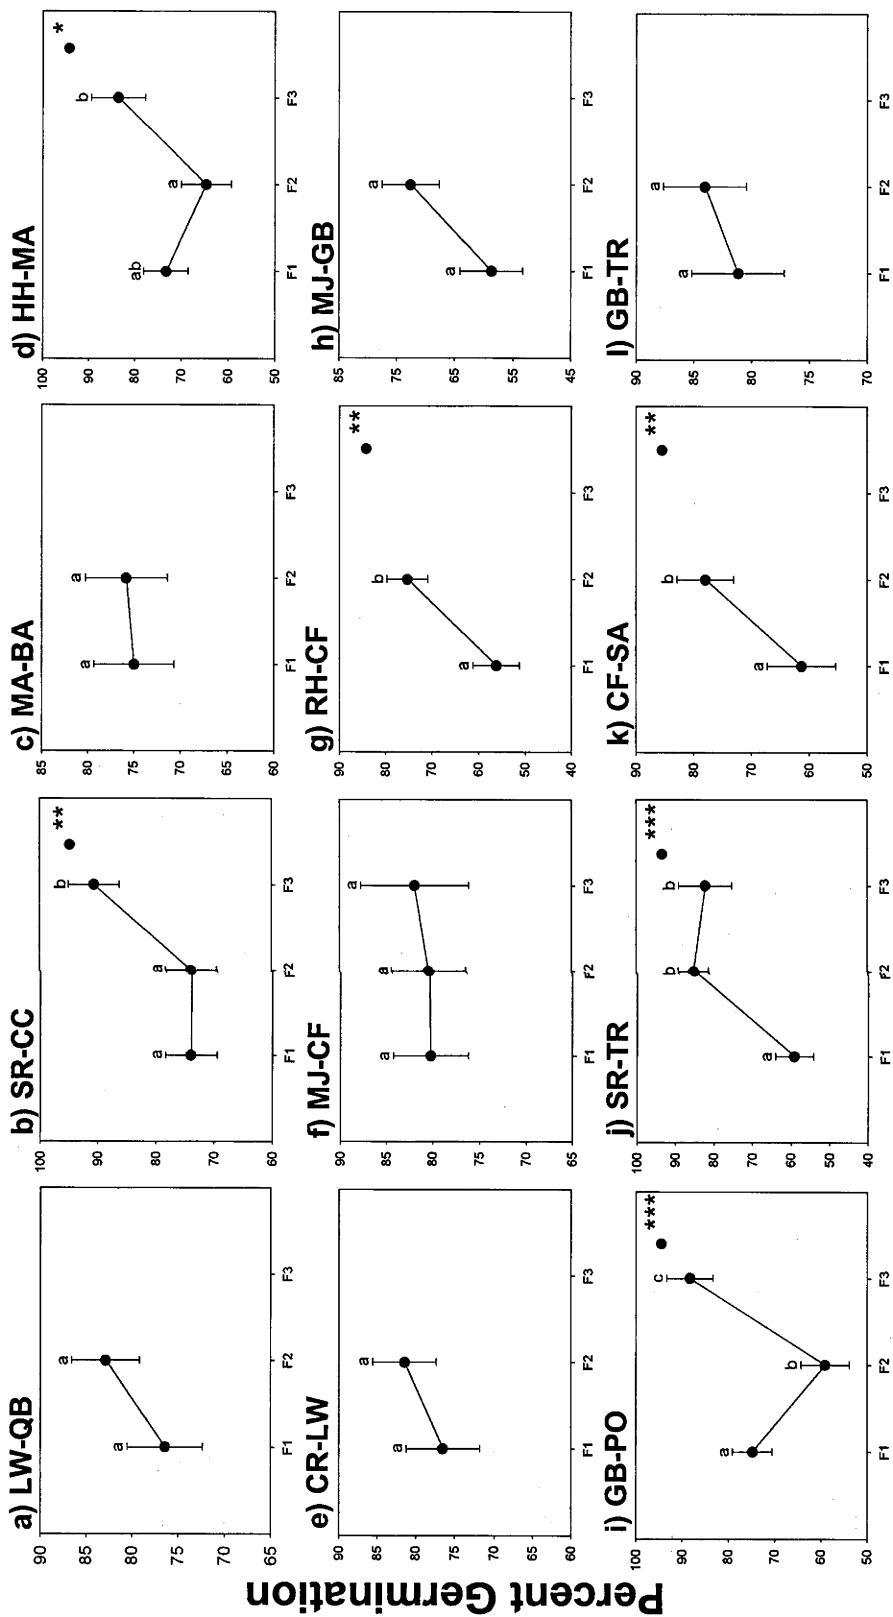 Percent Germination
a) LW-QB
90
85
80
75
70
65
a
a
F1 F2 F3
b) SR-CC
100
90
80
70
60
a
a
b
**
F1 F2 F3
c) MA-BA
85
80
75
70
65
60
a
a
F1 F2 F3
d) HH-MA
100
90
80
70
60
50
ab
a
b
*
F1 F2 F3
e) CR-LW
90
85
80
75
70
65
60
a
a
F1 F2 F3
f) MJ-CF
90
85
80
75
70
65
a
a
a
F1 F2 F3
g) RH-CF
90
80
70
60
50
40
a
b
**
F1 F2 F3
h) MJ-GB
85
75
65
55
45
a
a
F1 F2 F3
i) GB-PO
100
90
80
70
60
50
a
b
c
***
F1 F2 F3
j) SR-TR
100
90
80
70
60
50
40
a
b
b
***
F1 F2 F3
k) CF-SA
90
80
70
60
50
a
b
**
F1 F2 F3
l) GB-TR
90
85
80
75
70
a
a
F1 F2 F3